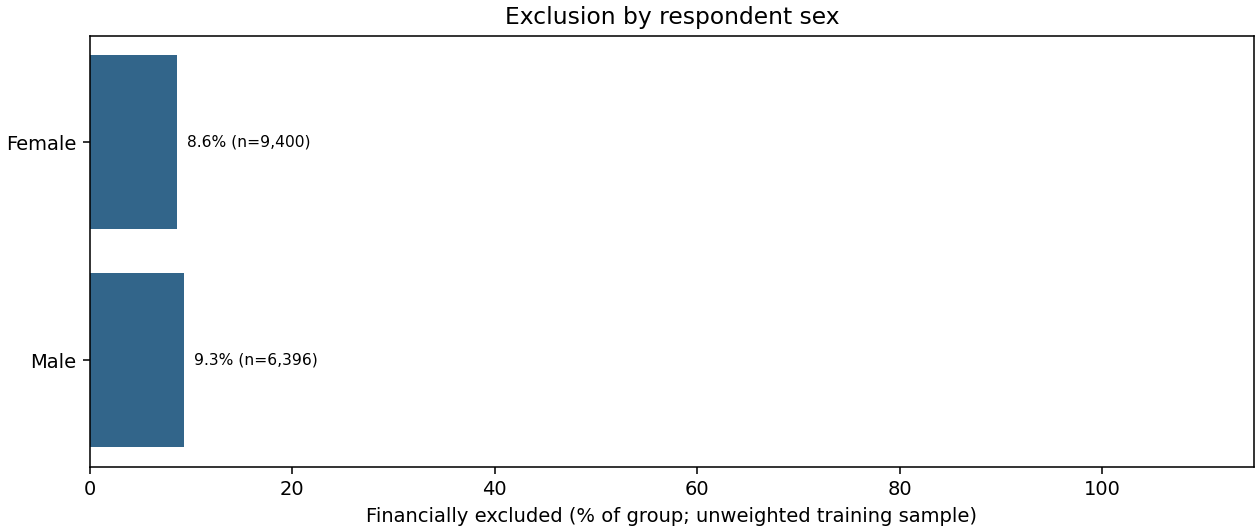 Exclusion by respondent sex
Female
8.6% (n=9,400)
Male
9.3% (n=6,396)
0 20 40 60 80 100
Financially excluded (% of group; unweighted training sample)